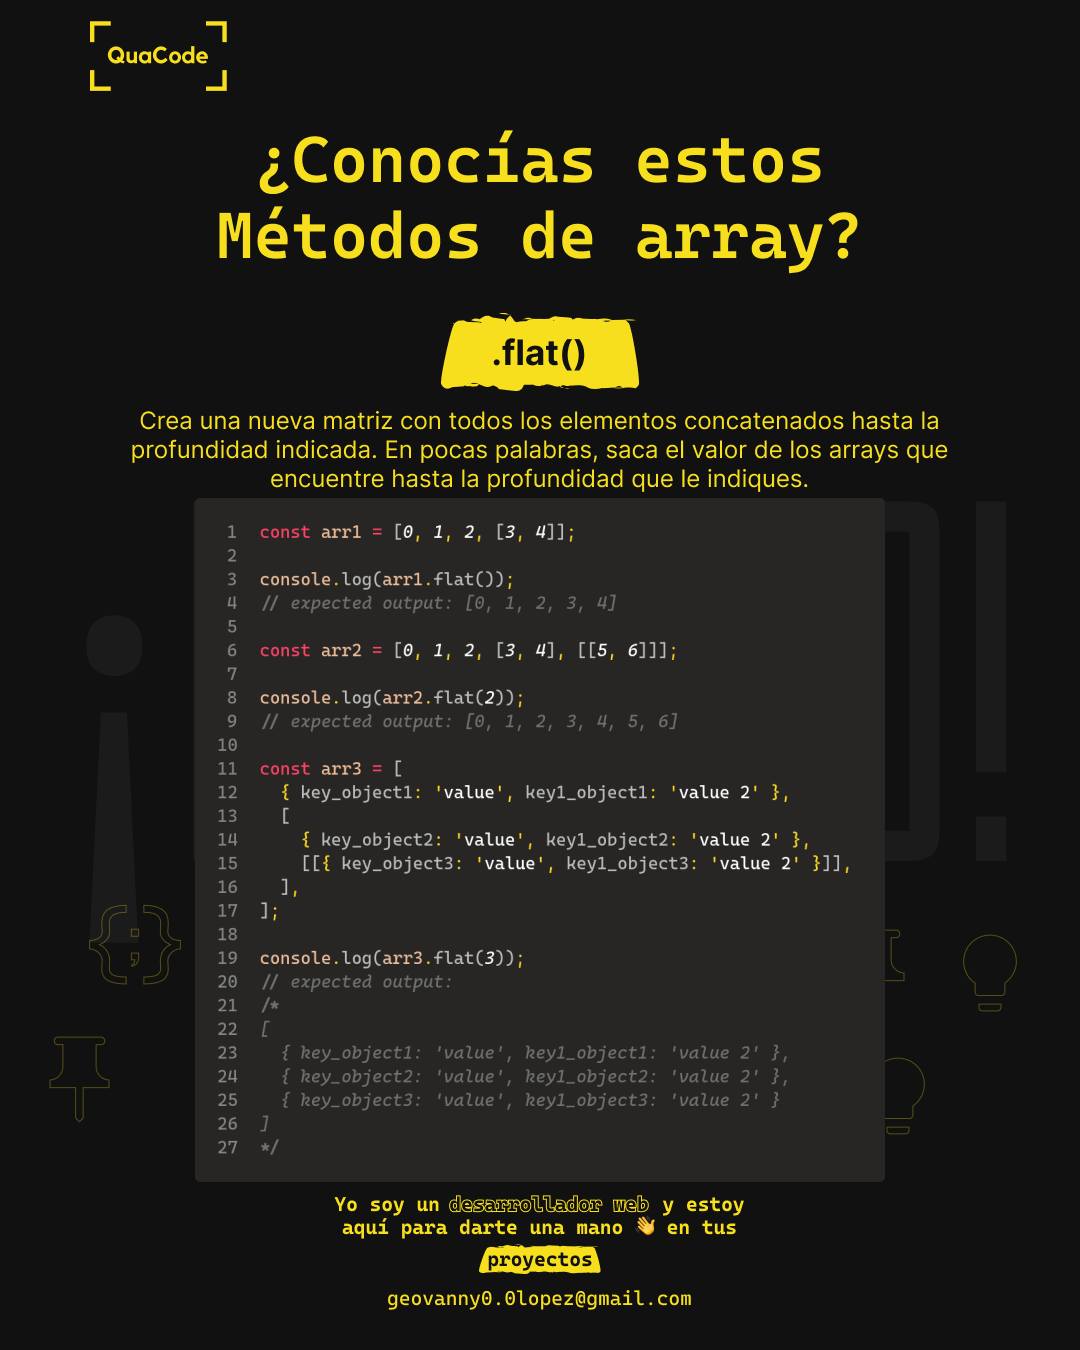 QuaCode
¿Conocías estos
Métodos de array?
.flat()
Crea una nueva matriz con todos los elementos concatenados hasta la
profundidad indicada. En pocas palabras, saca el valor de los arrays que
encuentre hasta la profundidad que le indiques.
1 const arr1 = [0, 1, 2, [3, 4]];
2
3 console.log(arr1.flat());
4 // expected output: [0, 1, 2, 3, 4]
5
6 const arr2 = [0, 1, 2, [3, 4], [[5, 6]]];
7
8 console.log(arr2.flat(2));
9 // expected output: [0, 1, 2, 3, 4, 5, 6]
10
11 const arr3 = [
12   { key_object1: 'value', key1_object1: 'value 2' },
13   [
14     { key_object2: 'value', key1_object2: 'value 2' },
15     [[{ key_object3: 'value', key1_object3: 'value 2' }]],
16   ],
17 ];
18
19 console.log(arr3.flat(3));
20 // expected output:
21 /*
22 [
23   { key_object1: 'value', key1_object1: 'value 2' },
24   { key_object2: 'value', key1_object2: 'value 2' },
25   { key_object3: 'value', key1_object3: 'value 2' }
26 ]
27 */
Yo soy un desarrollador web y estoy
aquí para darte una mano 👋 en tus
proyectos
geovanny0.0lopez@gmail.com